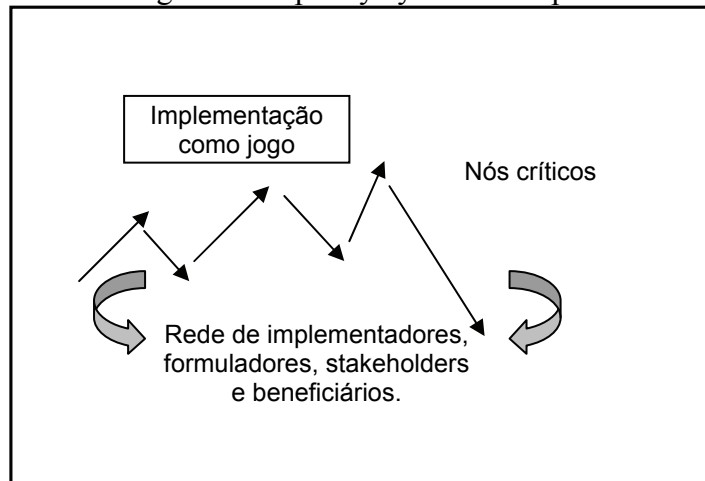 Implementação
como jogo
Nós críticos
Rede de implementadores,
formuladores, stakeholders
e beneficiários.